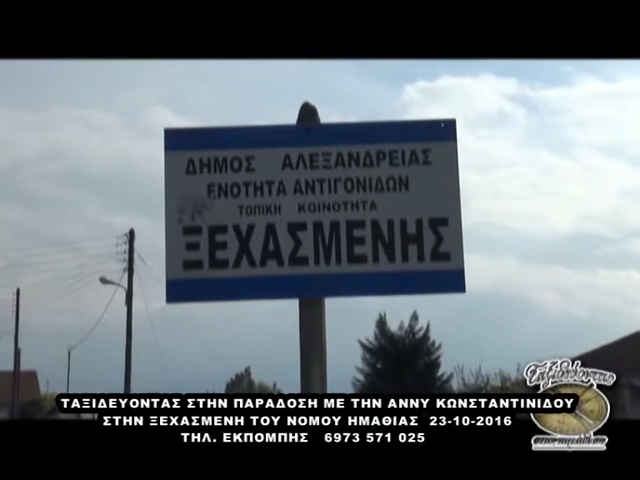 ΔΗΜΟΣ ΑΛΕΞΑΝΔΡΕΙΑΣ
ΕΝΟΤΗΤΑ ΑΝΤΙΓΟΝΙΔΩΝ
ΤΟΠΙΚΗ ΚΟΙΝΟΤΗΤΑ
ΞΕΧΑΣΜΕΝΗΣ
Ταξιδεύοντας
ΤΑΞΙΔΕΥΟΝΤΑΣ ΣΤΗΝ ΠΑΡΑΔΟΣΗ ΜΕ ΤΗΝ ΑΝΝΥ ΚΩΝΣΤΑΝΤΙΝΙΔΟΥ
ΣΤΗΝ ΞΕΧΑΣΜΕΝΗ ΤΟΥ ΝΟΜΟΥ ΗΜΑΘΙΑΣ 23-10-2016
ΤΗΛ. ΕΚΠΟΜΠΗΣ 6973 571 025